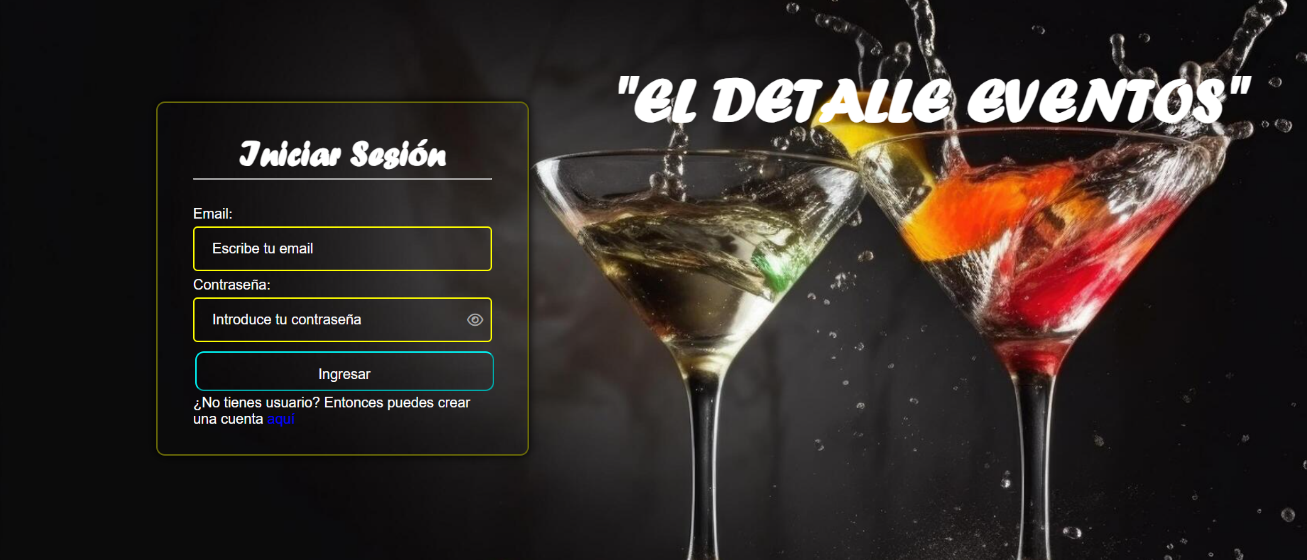 "EL DETALLE EVENTOS"
Iniciar Sesión
Email:
Escribe tu email
Contraseña:
Introduce tu contraseña
Ingresar
¿No tienes usuario? Entonces puedes crear
una cuenta aquí